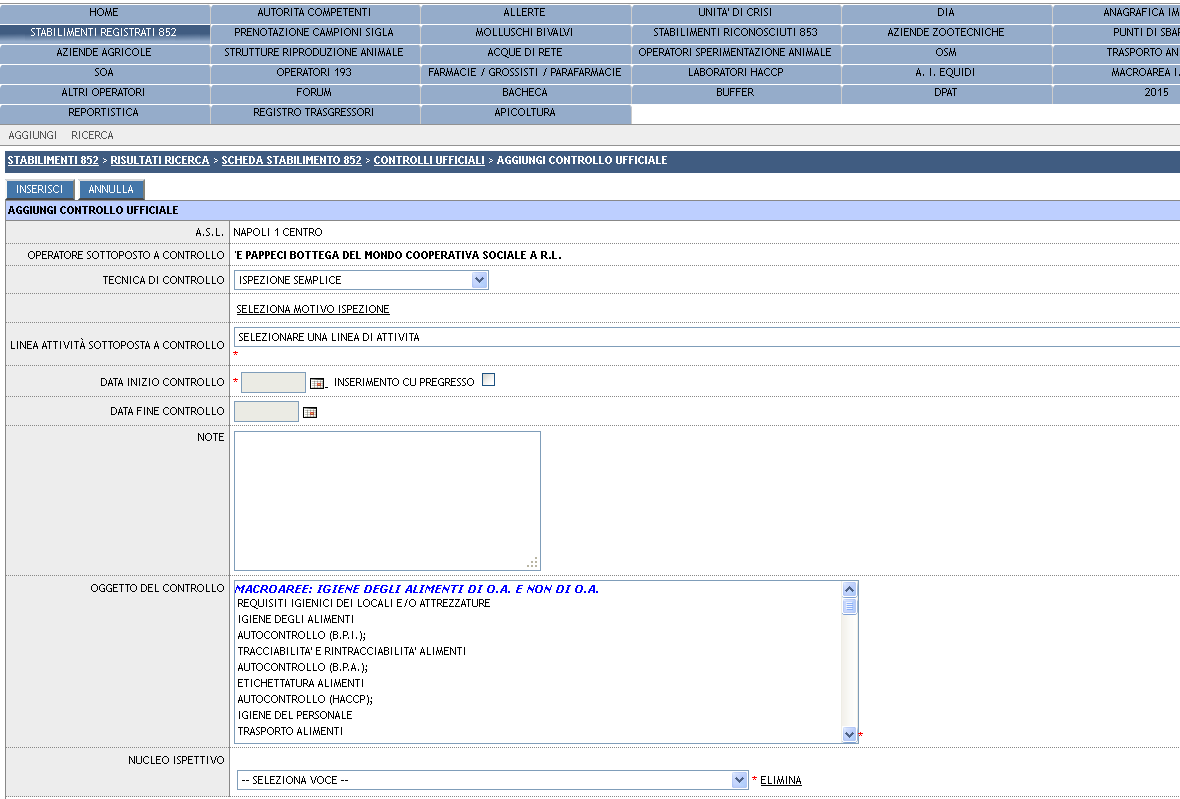 HOME AUTORITA COMPETENTI ALLERTE UNITA' DI CRISI DIA ANAGRAFICA IM
STABILIMENTI REGISTRATI 852 PRENOTAZIONE CAMPIONI SIGLA MOLLUSCHI BIVALVI STABILIMENTI RICONOSCIUTI 853 AZIENDE ZOOTECNICHE PUNTI DI SBAR
AZIENDE AGRICOLE STRUTTURE RIPRODUZIONE ANIMALE ACQUE DI RETE OPERATORI SPERIMENTAZIONE ANIMALE OSM TRASPORTO AN
SOA OPERATORI 193 FARMACIE / GROSSISTI / PARAFARMACIE LABORATORI HACCP A. I. EQUIDI MACROAREA I.
ALTRI OPERATORI FORUM BACHECA BUFFER DPAT 2015
REPORTISTICA REGISTRO TRASGRESSORI APICOLTURA
AGGIUNGI RICERCA
STABILIMENTI 852 > RISULTATI RICERCA > SCHEDA STABILIMENTO 852 > CONTROLLI UFFICIALI > AGGIUNGI CONTROLLO UFFICIALE
INSERISCI ANNULLA
AGGIUNGI CONTROLLO UFFICIALE
A.S.L. NAPOLI 1 CENTRO
OPERATORE SOTTOPOSTO A CONTROLLO 'E PAPPECI BOTTEGA DEL MONDO COOPERATIVA SOCIALE A R.L.
TECNICA DI CONTROLLO ISPEZIONE SEMPLICE
SELEZIONA MOTIVO ISPEZIONE
LINEA ATTIVITÀ SOTTOPOSTA A CONTROLLO SELEZIONARE UNA LINEA DI ATTIVITA
*
DATA INIZIO CONTROLLO * INSERIMENTO CU PREGRESSO
DATA FINE CONTROLLO
NOTE
OGGETTO DEL CONTROLLO MACROAREE: IGIENE DEGLI ALIMENTI DI O.A. E NON DI O.A.
REQUISITI IGIENICI DEI LOCALI E/O ATTREZZATURE
IGIENE DEGLI ALIMENTI
AUTOCONTROLLO (B.P.I.);
TRACCIABILITA' E RINTRACCIABILITA' ALIMENTI
AUTOCONTROLLO (B.P.A.);
ETICHETTATURA ALIMENTI
AUTOCONTROLLO (HACCP);
IGIENE DEL PERSONALE
TRASPORTO ALIMENTI
*
NUCLEO ISPETTIVO
-- SELEZIONA VOCE -- * ELIMINA